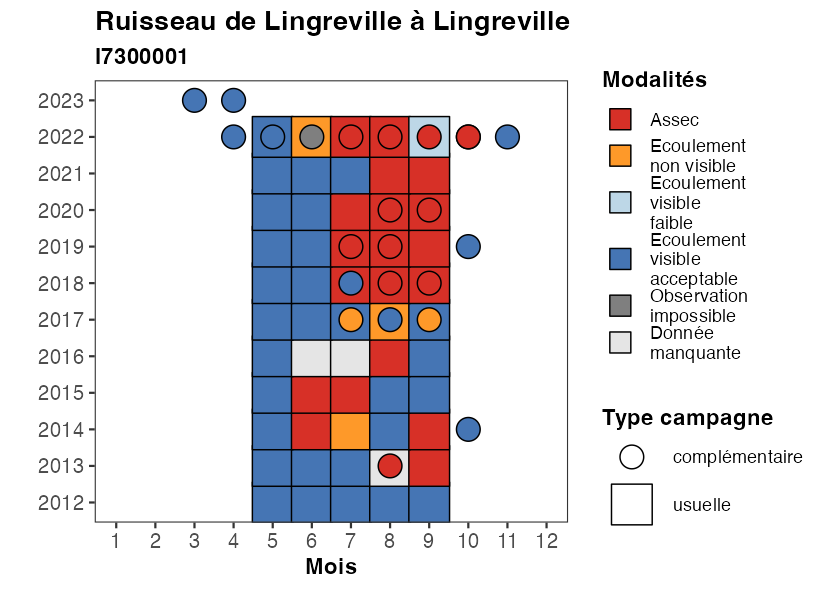 Ruisseau de Lingreville à Lingreville
I7300001
2023
2022
2021
2020
2019
2018
2017
2016
2015
2014
2013
2012
1 2 3 4 5 6 7 8 9 10 11 12
Mois
Modalités
Assec
Ecoulement
non visible
Ecoulement
visible
faible
Ecoulement
visible
acceptable
Observation
impossible
Donnée
manquante
Type campagne
complémentaire
usuelle